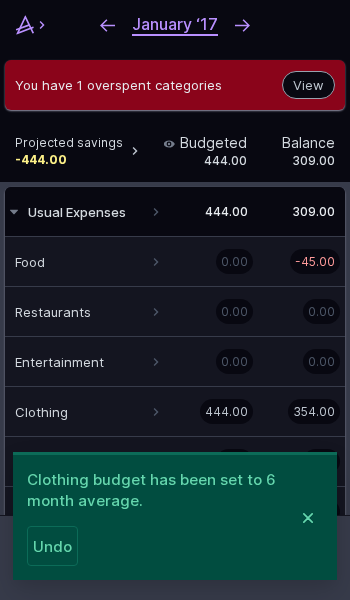 January ‘17
You have 1 overspent categories
View
Projected savings
-444.00
Budgeted
444.00
Balance
309.00
Usual Expenses 444.00 309.00
Food 0.00 -45.00
Restaurants 0.00 0.00
Entertainment 0.00 0.00
Clothing 444.00 354.00
Clothing budget has been set to 6
month average.
Undo